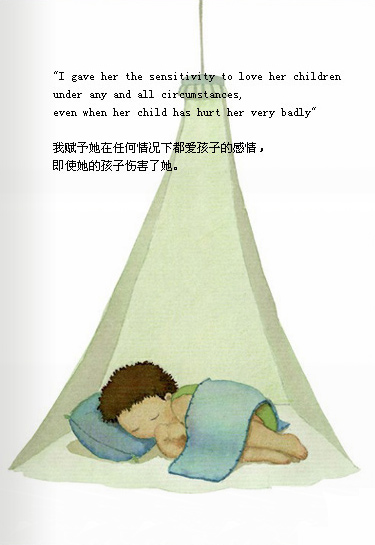 "I gave her the sensitivity to love her children
under any and all circumstances,
even when her child has hurt her very badly"
我赋予她在任何情况下都爱孩子的感情，
即使她的孩子伤害了她。